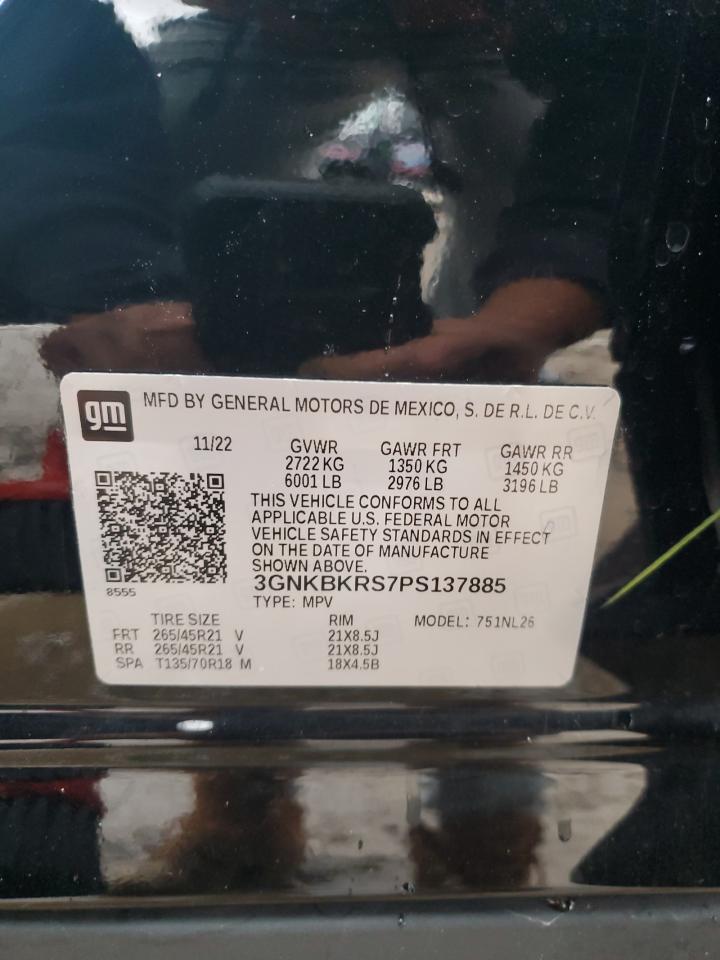 gm MFD BY GENERAL MOTORS DE MEXICO, S. DE R.L. DE C.V.
11/22 GVWR GAWR FRT GAWR RR
2722 KG 1350 KG 1450 KG
6001 LB 2976 LB 3196 LB
THIS VEHICLE CONFORMS TO ALL
APPLICABLE U.S. FEDERAL MOTOR
VEHICLE SAFETY STANDARDS IN EFFECT
ON THE DATE OF MANUFACTURE
SHOWN ABOVE.
8555
3GNKBKRS7PS137885
TYPE: MPV
TIRE SIZE RIM MODEL: 751NL26
FRT 265/45R21 V 21X8.5J
RR 265/45R21 V 21X8.5J
SPA T135/70R18 M 18X4.5B